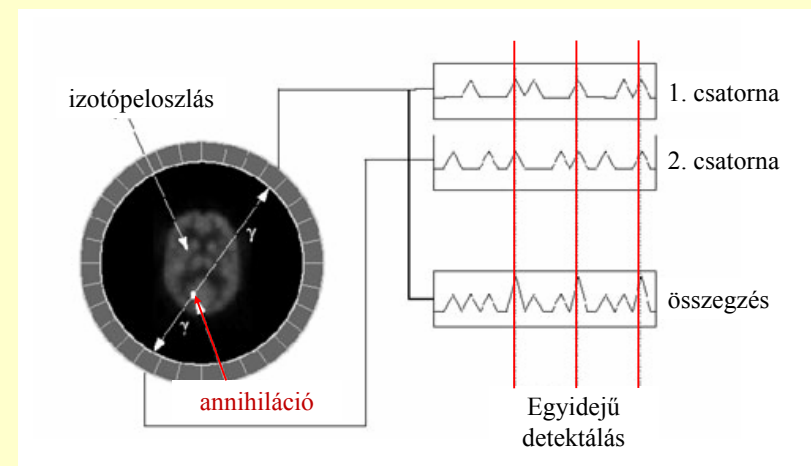 izotópeloszlás
γ
γ
annihiláció
1. csatorna
2. csatorna
összegzés
Egyidejű
detektálás